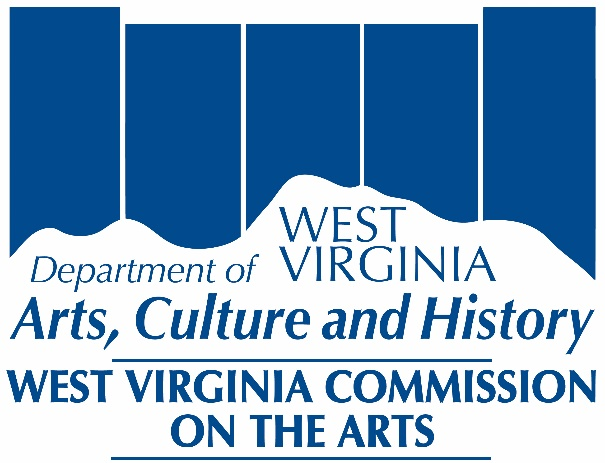 WEST
Department of VIRGINIA
Arts, Culture and History
WEST VIRGINIA COMMISSION
ON THE ARTS